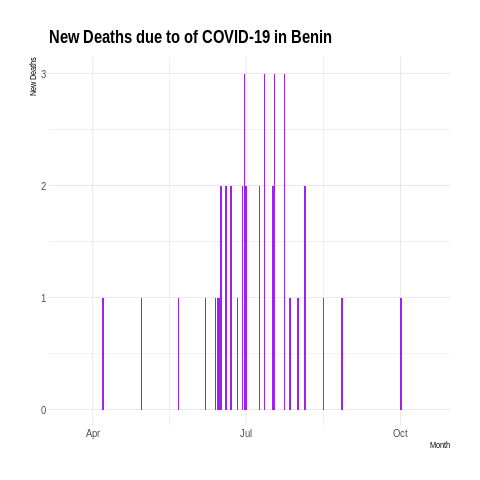 New Deaths due to of COVID-19 in Benin
New Deaths
3
2
1
0
Apr
Jul
Oct
Month